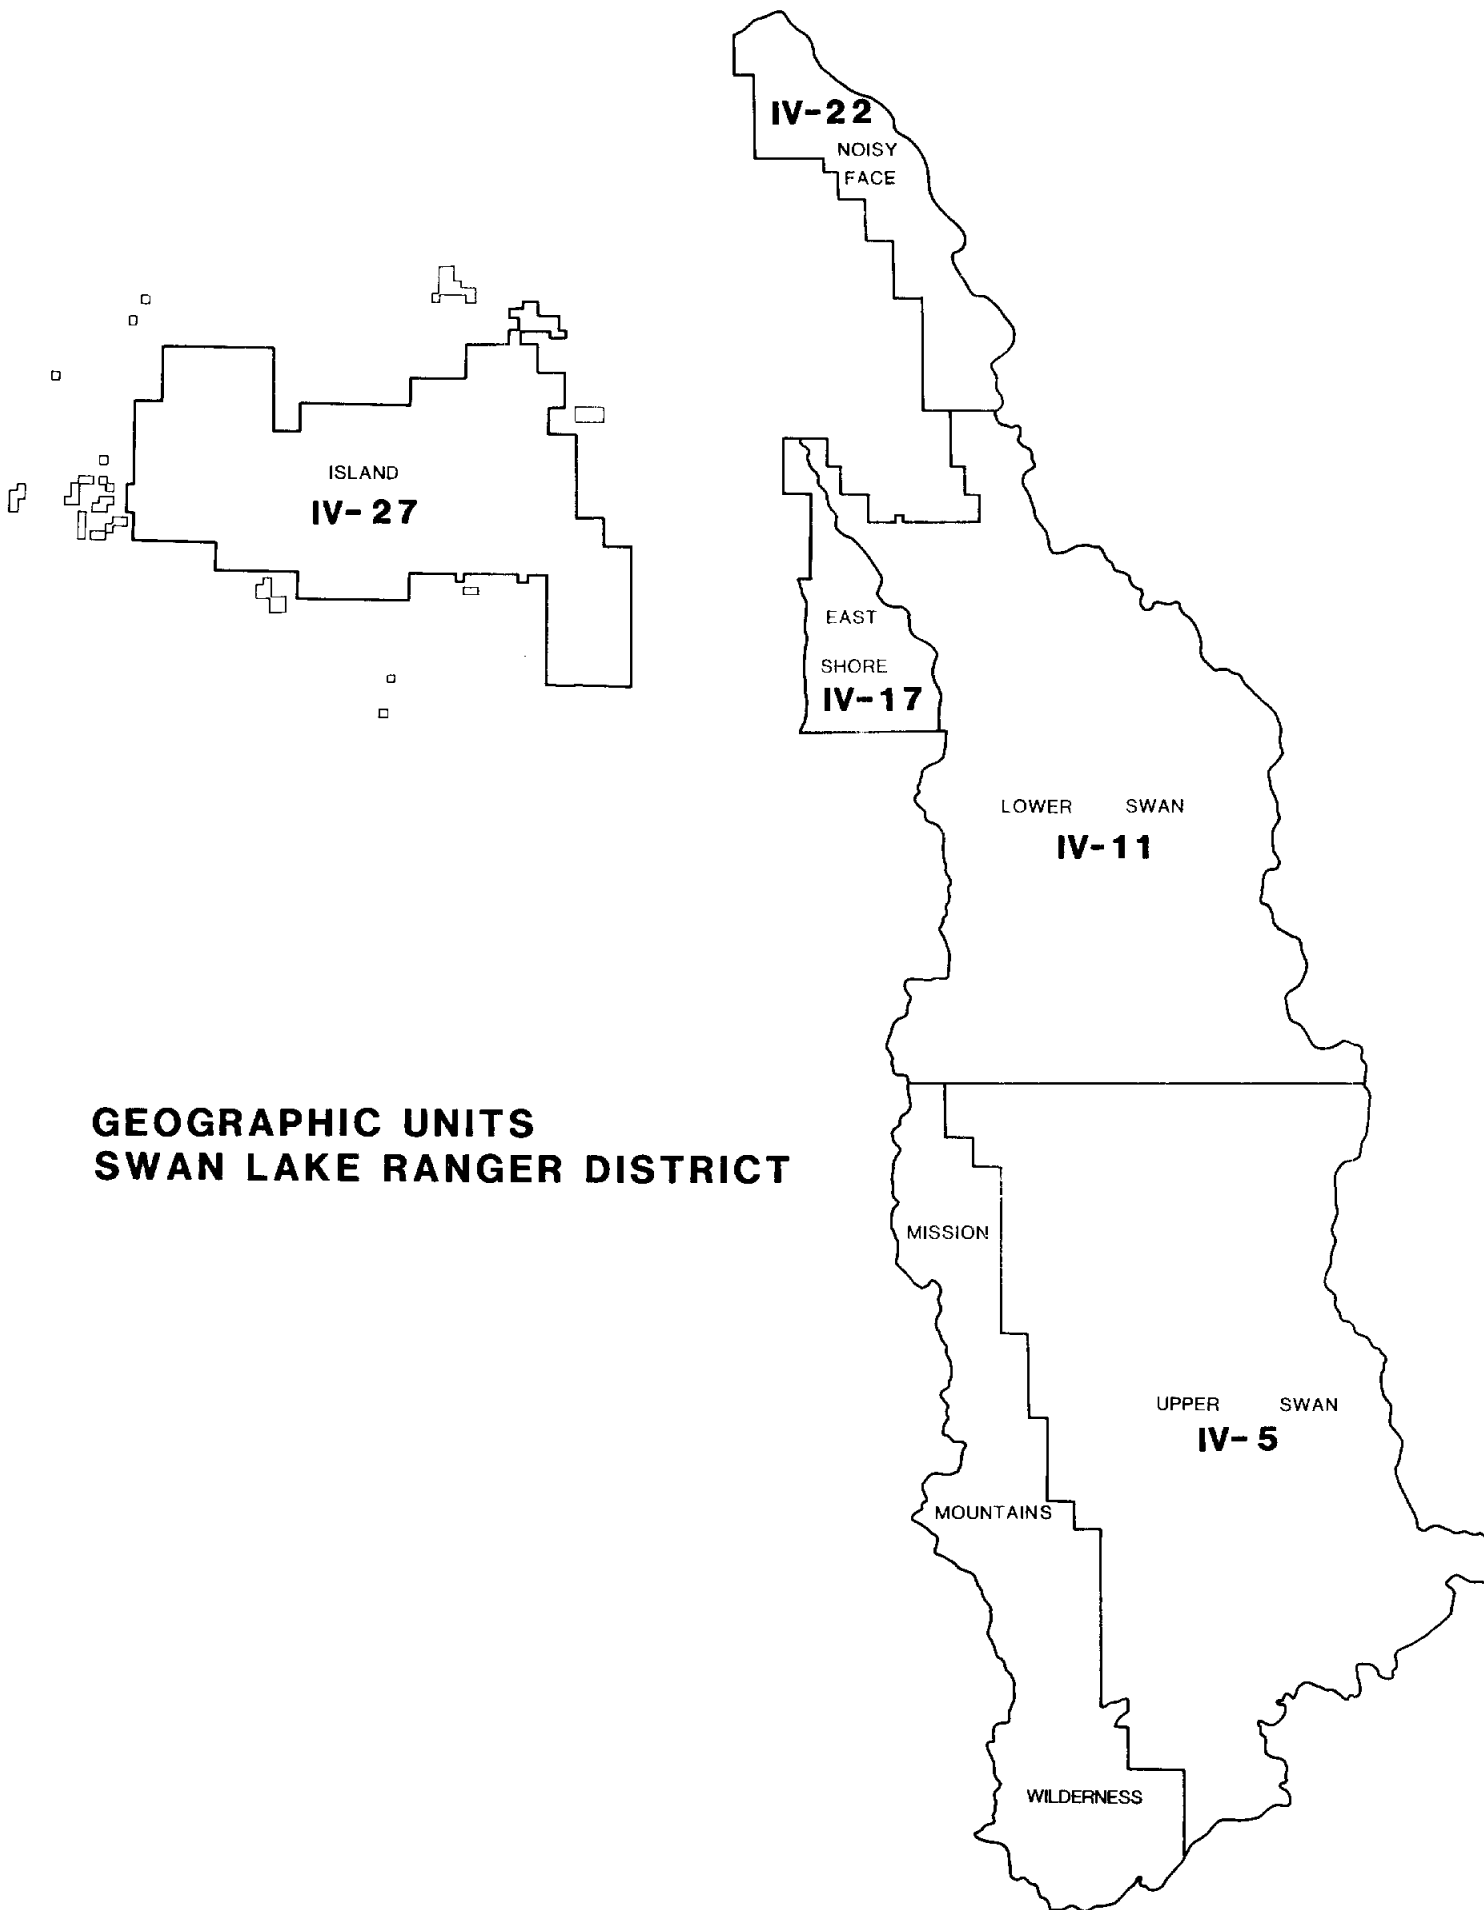 IV-22
NOISY
FACE
ISLAND
IV-27
EAST
SHORE
IV-17
LOWER SWAN
IV-11
GEOGRAPHIC UNITS
SWAN LAKE RANGER DISTRICT
MISSION
UPPER SWAN
IV-5
MOUNTAINS
WILDERNESS